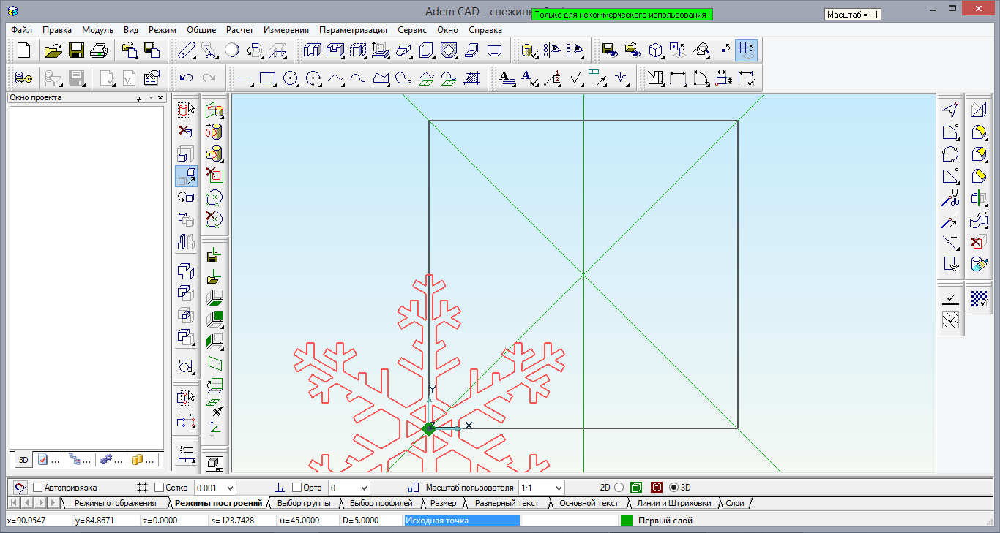 Adem CAD - снежинк
Только для некоммерческого использования !
Масштаб =1:1
Файл Правка Модуль Вид Режим Общие Расчет Измерения Параметризация Сервис Окно Справка
Окно проекта
Y
X
3D ... ... ... ...
Автопривязка Сетка 0.001 Орто 0 Масштаб пользователя 1:1 2D 3D
Режимы отображения Режимы построений Выбор группы Выбор профилей Размер Размерный текст Основной текст Линии и Штриховки Слои
x=90.0547 y=84.8671 z=0.0000 s=123.7428 u=45.0000 D=5.0000 Исходная точка Первый слой